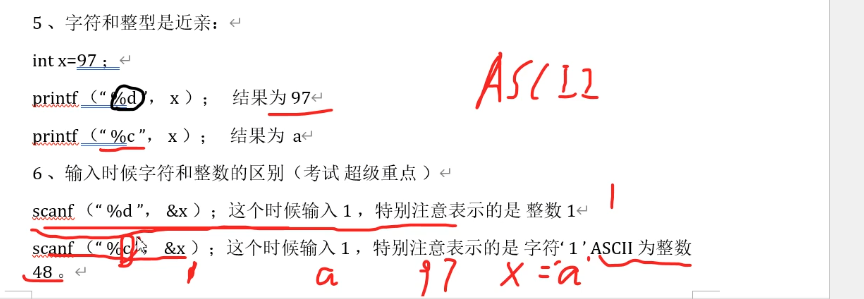 5、字符和整型是近亲：
int x=97；
printf（“%d”，x）； 结果为 97
printf（“%c”，x）； 结果为 a
6、输入时候字符和整数的区别（考试 超级重点 ）
scanf（“%d”，&x）；这个时候输入 1，特别注意表示的是 整数 1
scanf（“%c”，&x）；这个时候输入 1，特别注意表示的是 字符‘1’ASCII 为整数
48。
ASCII
1
1
a
97
x='a'